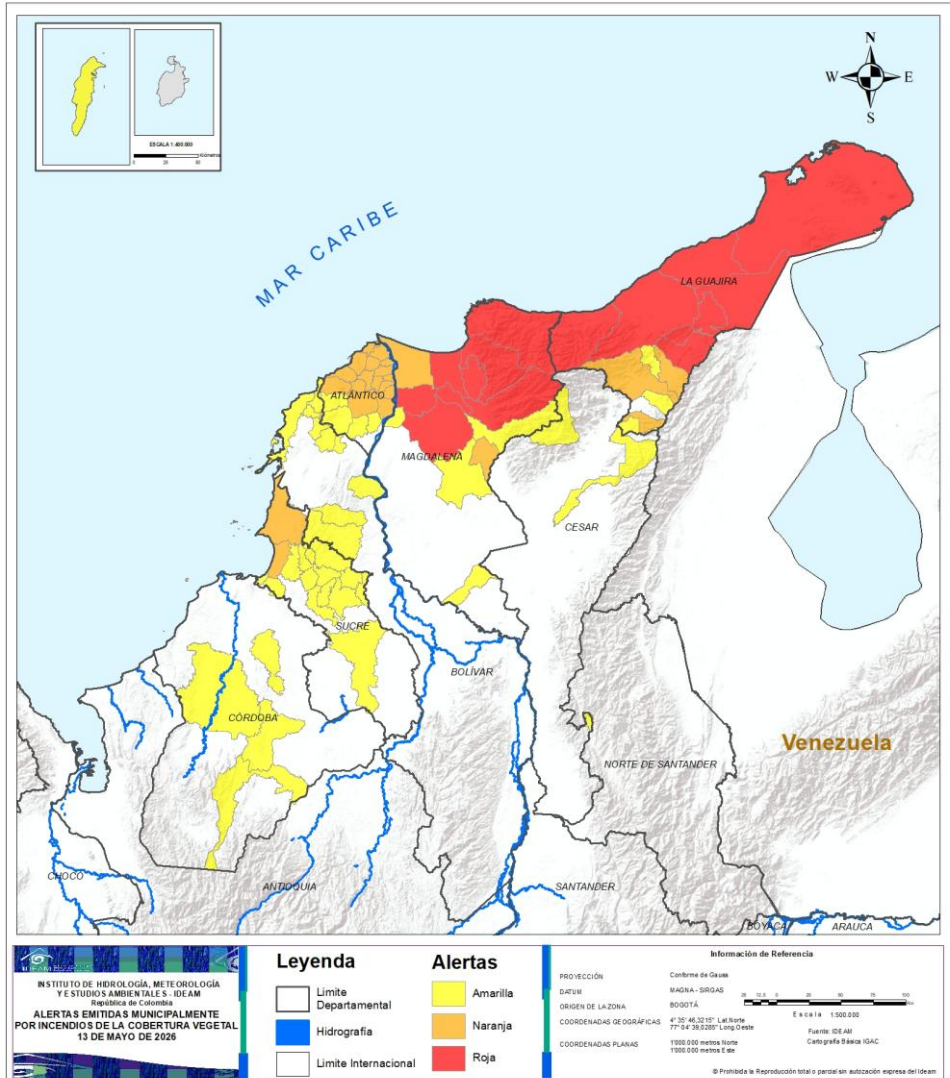 ESCALA 1:400.000
Kilómetros
N
W
E
S
MAR CARIBE
LA GUAJIRA
ATLÁNTICO
MAGDALENA
CESAR
SUCRE
BOLÍVAR
CÓRDOBA
Venezuela
NORTE DE SANTANDER
CHOCÓ
ANTIOQUIA
SANTANDER
BOYACÁ
ARAUCA
IDEAM
INSTITUTO DE HIDROLOGÍA, METEOROLOGÍA
Y ESTUDIOS AMBIENTALES - IDEAM
República de Colombia
ALERTAS EMITIDAS MUNICIPALMENTE
POR INCENDIOS DE LA COBERTURA VEGETAL
13 DE MAYO DE 2026
Leyenda
Limite
Departamental
Hidrografía
Limite Internacional
Alertas
Amarilla
Naranja
Roja
Información de Referencia
PROYECCIÓN
Conforme de Gauss
DATUM
MAGNA - SIRGAS
ORIGEN DE LA ZONA
BOGOTÁ
COORDENADAS GEOGRÁFICAS
4° 35' 46,3215" Lat.Norte
77° 04' 39,0285" Long.Oeste
COORDENADAS PLANAS
1'000.000 metros Norte
1'000.000 metros Este
Escala 1:500.000
Fuente: IDEAM
Cartografía Básica IGAC
© Prohibida la Reproducción total o parcial sin autozación expresa del Ideam